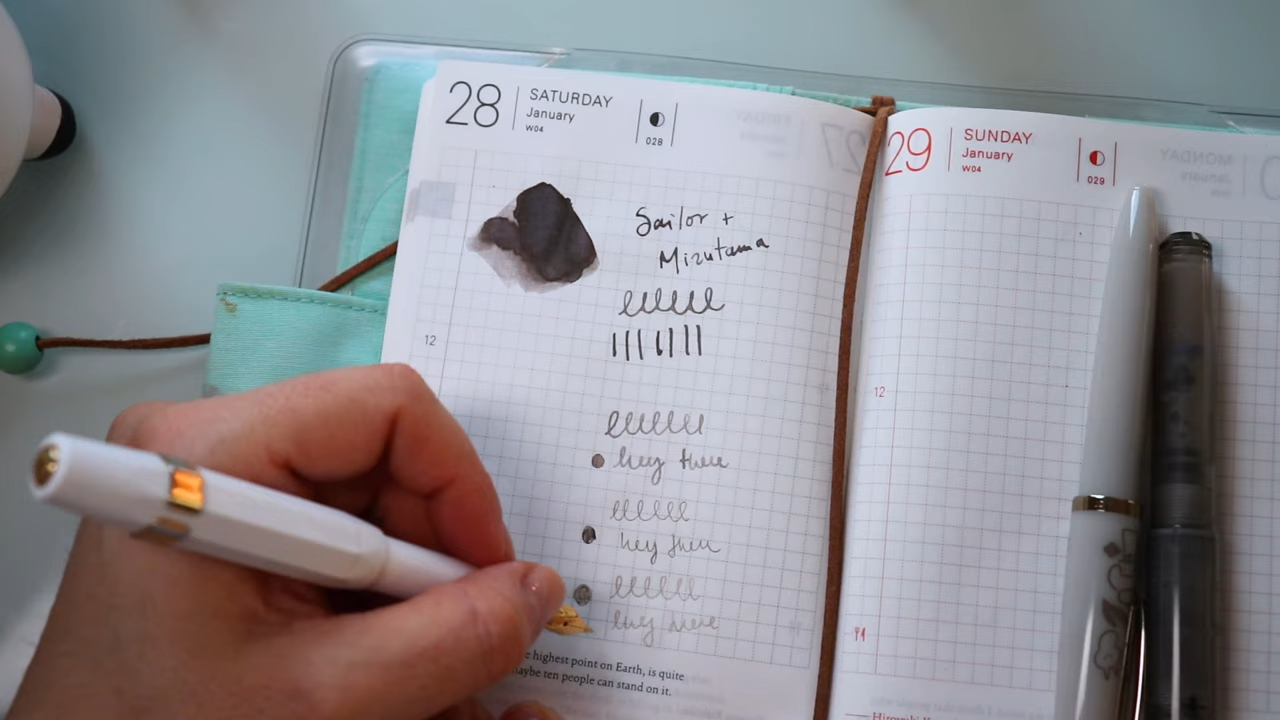 28 SATURDAY
January
W04
028
Sailor +
Mizutama
12
hey there
hey there
hey there
e highest point on Earth, is quite
maybe ten people can stand on it.
29 SUNDAY
January
W04
029
12